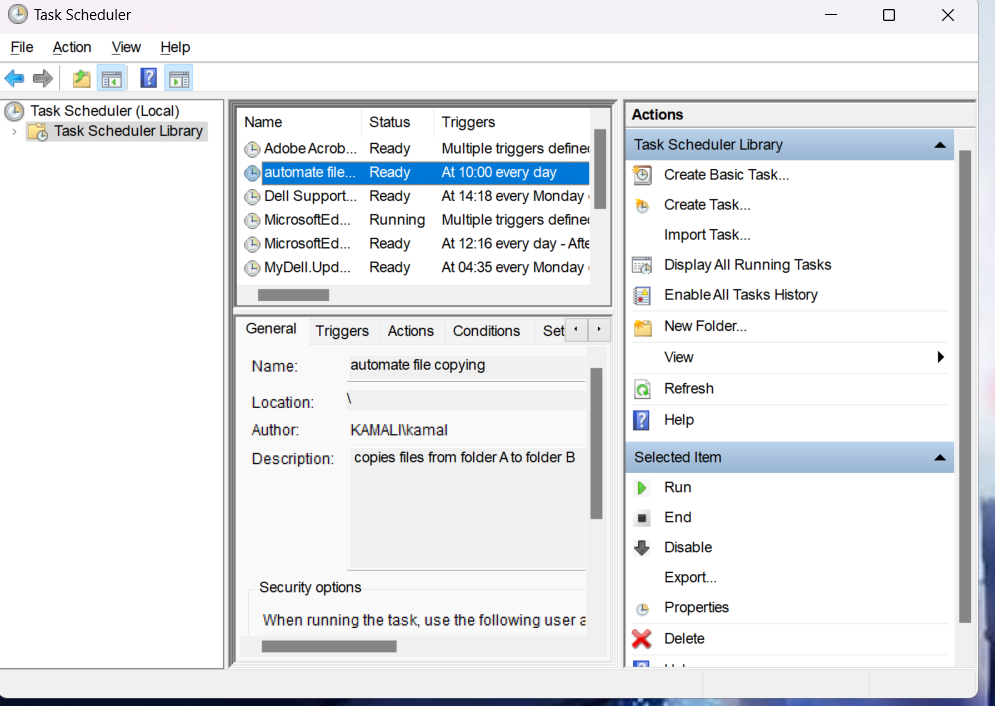 Task Scheduler
File Action View Help
Task Scheduler (Local)
Task Scheduler Library
Name Status Triggers
AdobeAcrob... Ready Multiple triggers defined
automate file... Ready At 10:00 every day
Dell Support... Ready At 14:18 every Monday
MicrosoftEd... Running Multiple triggers defined
MicrosoftEd... Ready At 12:16 every day - Afte
MyDell.Upd... Ready At 04:35 every Monday
General Triggers Actions Conditions Set
Name: automate file copying
Location: \
Author: KAMALI\kamal
Description: copies files from folder A to folder B
Security options
When running the task, use the following user a
Actions
Task Scheduler Library
Create Basic Task...
Create Task...
Import Task...
Display All Running Tasks
Enable All Tasks History
New Folder...
View
Refresh
Help
Selected Item
Run
End
Disable
Export...
Properties
Delete